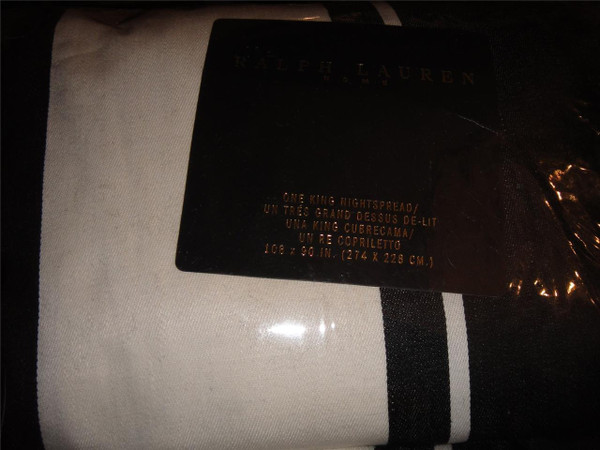 RALPH LAUREN
HOME
ONE KING NIGHTSPREAD/
UN TRÈS GRAND DESSUS DE-LIT
UNA KING CUBRECAMA/
UN RE COPRILETTO
108 x 90 IN. (274 X 228 CM.)